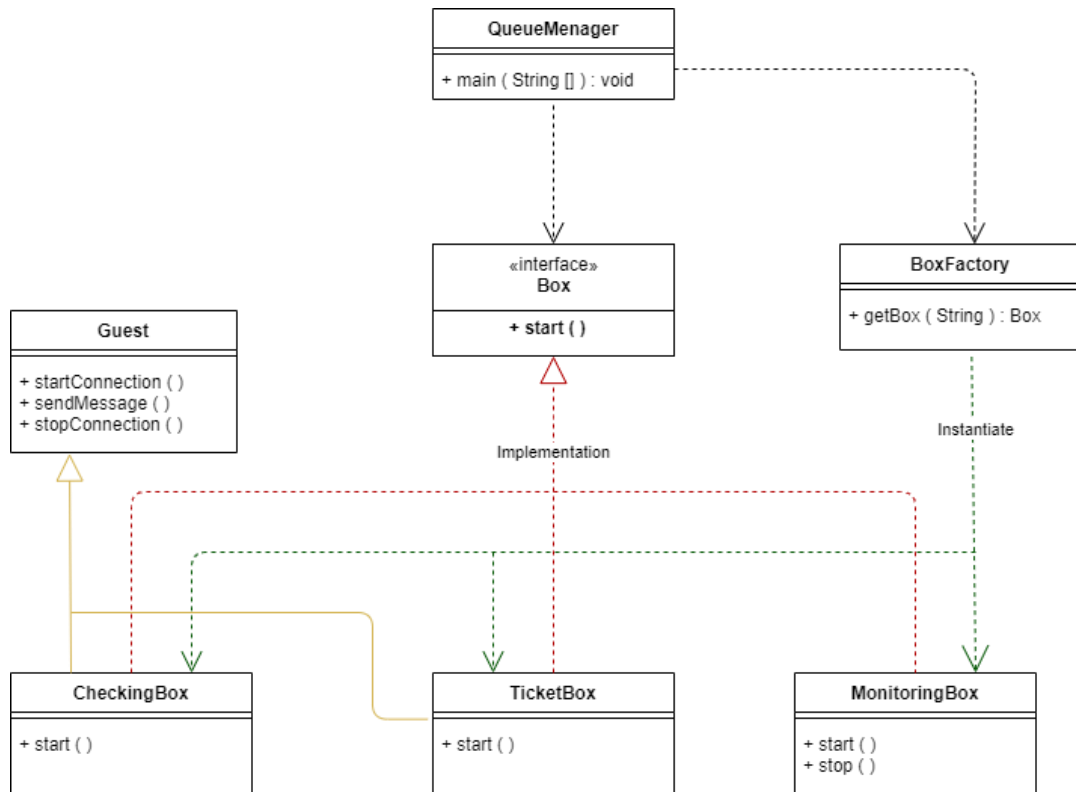 QueueMenager
+ main ( String [] ) : void
«interface»
Box
+ start ( )
BoxFactory
+ getBox ( String ) : Box
Guest
+ startConnection ( )
+ sendMessage ( )
+ stopConnection ( )
Implementation
Instantiate
CheckingBox
+ start ( )
TicketBox
+ start ( )
MonitoringBox
+ start ( )
+ stop ( )